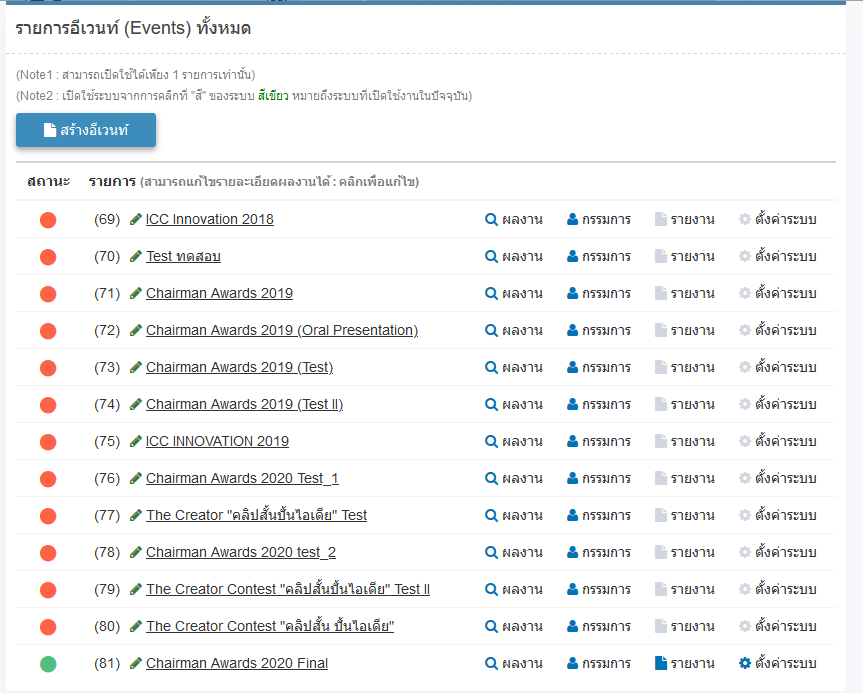 รายการอีเวนท์ (Events) ทั้งหมด
(Note1 : สามารถเปิดใช้ได้เพียง 1 รายการเท่านั้น)
(Note2 : เปิดใช้ระบบจากการคลิกที่ "สี" ของระบบ สีเขียว หมายถึงระบบที่เปิดใช้งานในปัจจุบัน)
สร้างอีเวนท์
สถานะ รายการ (สามารถแก้ไขรายละเอียดผลงานได้ : คลิกเพื่อแก้ไข)
(69) ICC Innovation 2018 ผลงาน กรรมการ รายงาน ตั้งค่าระบบ
(70) Test ทดสอบ ผลงาน กรรมการ รายงาน ตั้งค่าระบบ
(71) Chairman Awards 2019 ผลงาน กรรมการ รายงาน ตั้งค่าระบบ
(72) Chairman Awards 2019 (Oral Presentation) ผลงาน กรรมการ รายงาน ตั้งค่าระบบ
(73) Chairman Awards 2019 (Test) ผลงาน กรรมการ รายงาน ตั้งค่าระบบ
(74) Chairman Awards 2019 (Test II) ผลงาน กรรมการ รายงาน ตั้งค่าระบบ
(75) ICC INNOVATION 2019 ผลงาน กรรมการ รายงาน ตั้งค่าระบบ
(76) Chairman Awards 2020 Test_1 ผลงาน กรรมการ รายงาน ตั้งค่าระบบ
(77) The Creator "คลิปสั้นปั้นไอเดีย" Test ผลงาน กรรมการ รายงาน ตั้งค่าระบบ
(78) Chairman Awards 2020 test_2 ผลงาน กรรมการ รายงาน ตั้งค่าระบบ
(79) The Creator Contest "คลิปสั้นปั้นไอเดีย" Test II ผลงาน กรรมการ รายงาน ตั้งค่าระบบ
(80) The Creator Contest "คลิปสั้น ปั้นไอเดีย" ผลงาน กรรมการ รายงาน ตั้งค่าระบบ
(81) Chairman Awards 2020 Final ผลงาน กรรมการ รายงาน ตั้งค่าระบบ